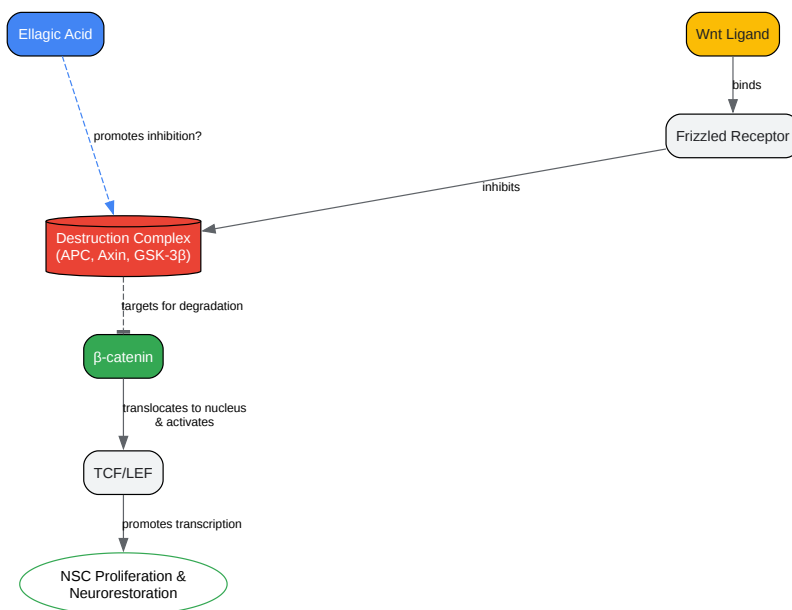 Ellagic Acid
Wnt Ligand
binds
promotes inhibition?
Frizzled Receptor
inhibits
Destruction Complex
(APC, Axin, GSK-3β)
targets for degradation
β-catenin
translocates to nucleus
& activates
TCF/LEF
promotes transcription
NSC Proliferation &
Neurorestoration